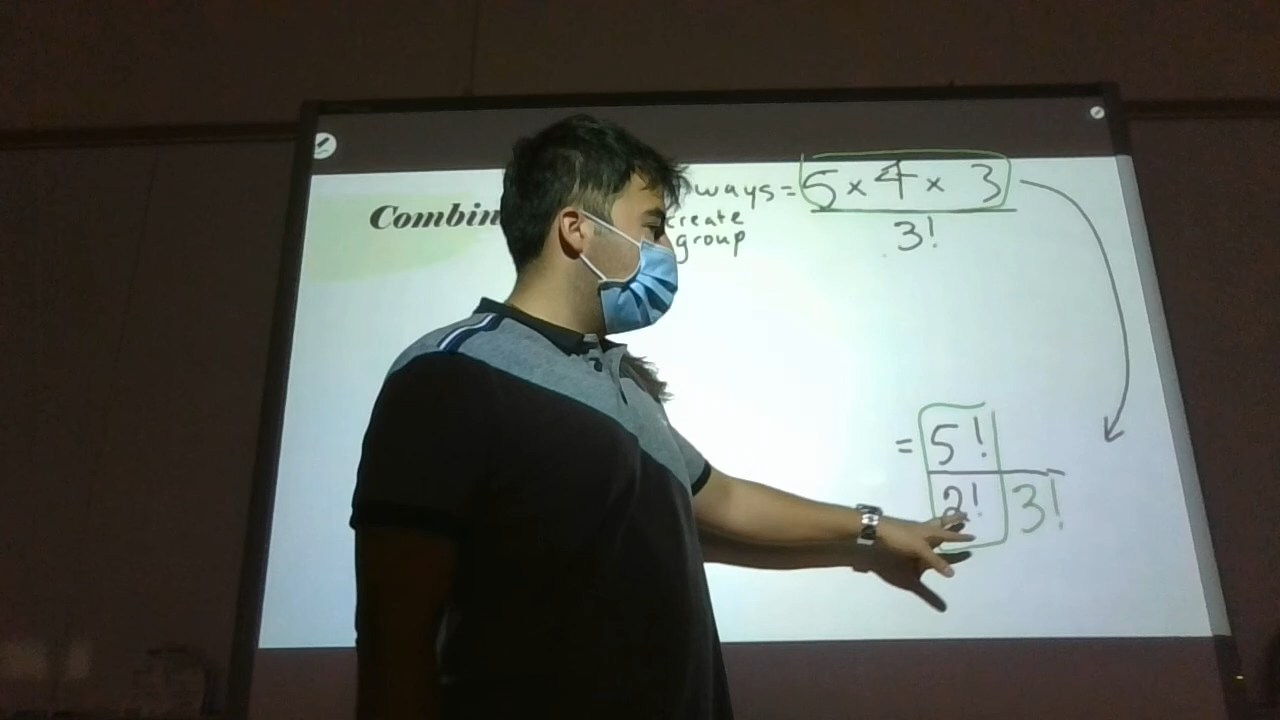 Combin
ways = 5 × 4 × 3
3!
create
group
= 5!
2! 3!